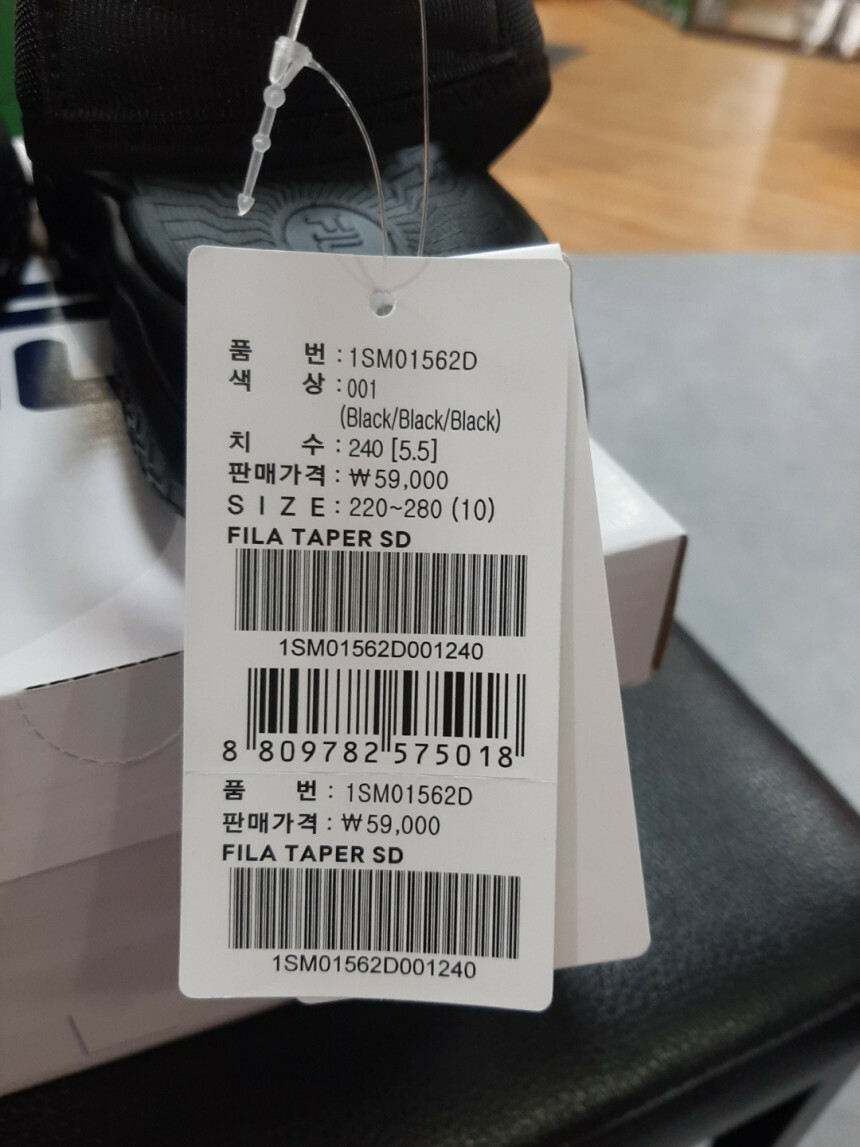 FILA
품 번 : 1SM01562D
색 상 : 001
(Black/Black/Black)
치 수 : 240 [5.5]
판매가격 : ₩59,000
S I Z E : 220~280 (10)
FILA TAPER SD
1SM01562D001240
8 809782 575018
품 번 : 1SM01562D
판매가격 : ₩59,000
FILA TAPER SD
1SM01562D001240